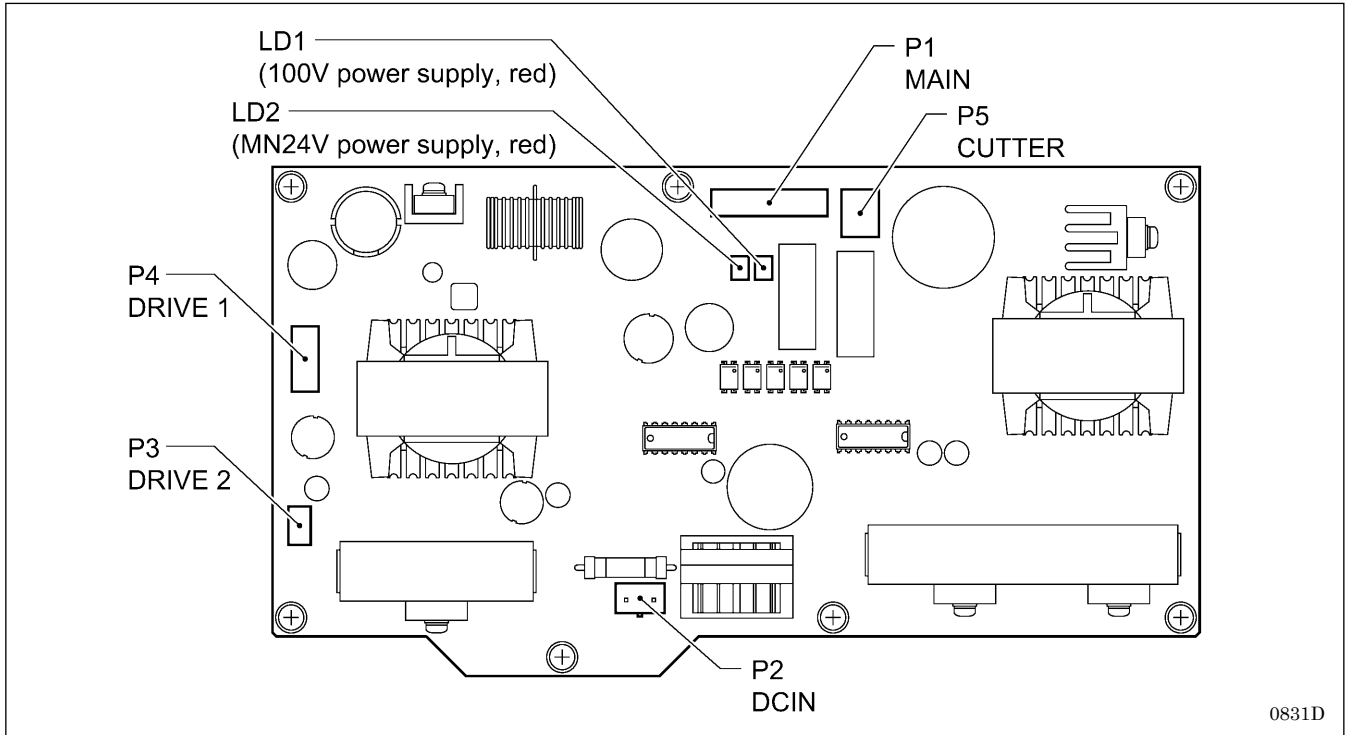 LD1
(100V power supply, red)
LD2
(MN24V power supply, red)
P1
MAIN
P5
CUTTER
P4
DRIVE 1
P3
DRIVE 2
P2
DCIN
0831D